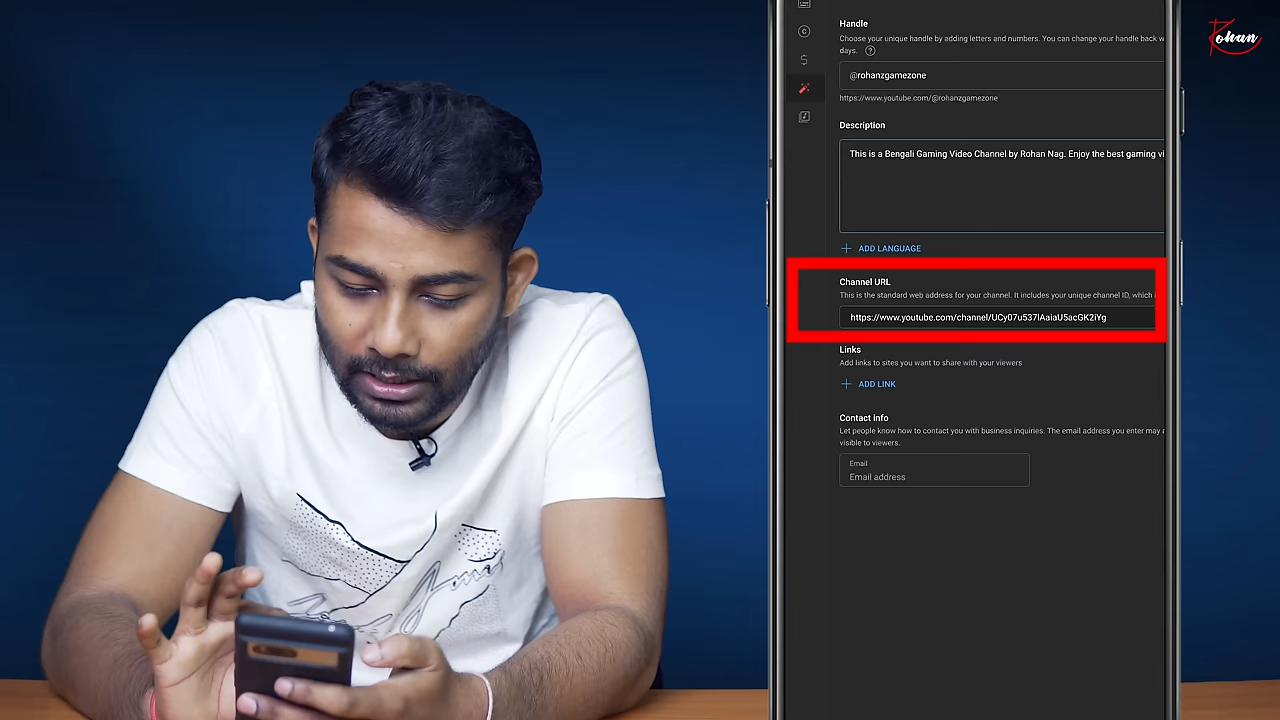 Rohan
Handle
Choose your unique handle by adding letters and numbers. You can change your handle back w
days.
@rohanzgamezone
https://www.youtube.com/@rohanzgamezone
Description
This is a Bengali Gaming Video Channel by Rohan Nag. Enjoy the best gaming vi
ADD LANGUAGE
Channel URL
This is the standard web address for your channel. It includes your unique channel ID, which
https://www.youtube.com/channel/UCy07u537IAaiaU5acGK2iYg
Links
Add links to sites you want to share with your viewers
ADD LINK
Contact info
Let people know how to contact you with business inquiries. The email address you enter may a
visible to viewers.
Email
Email address